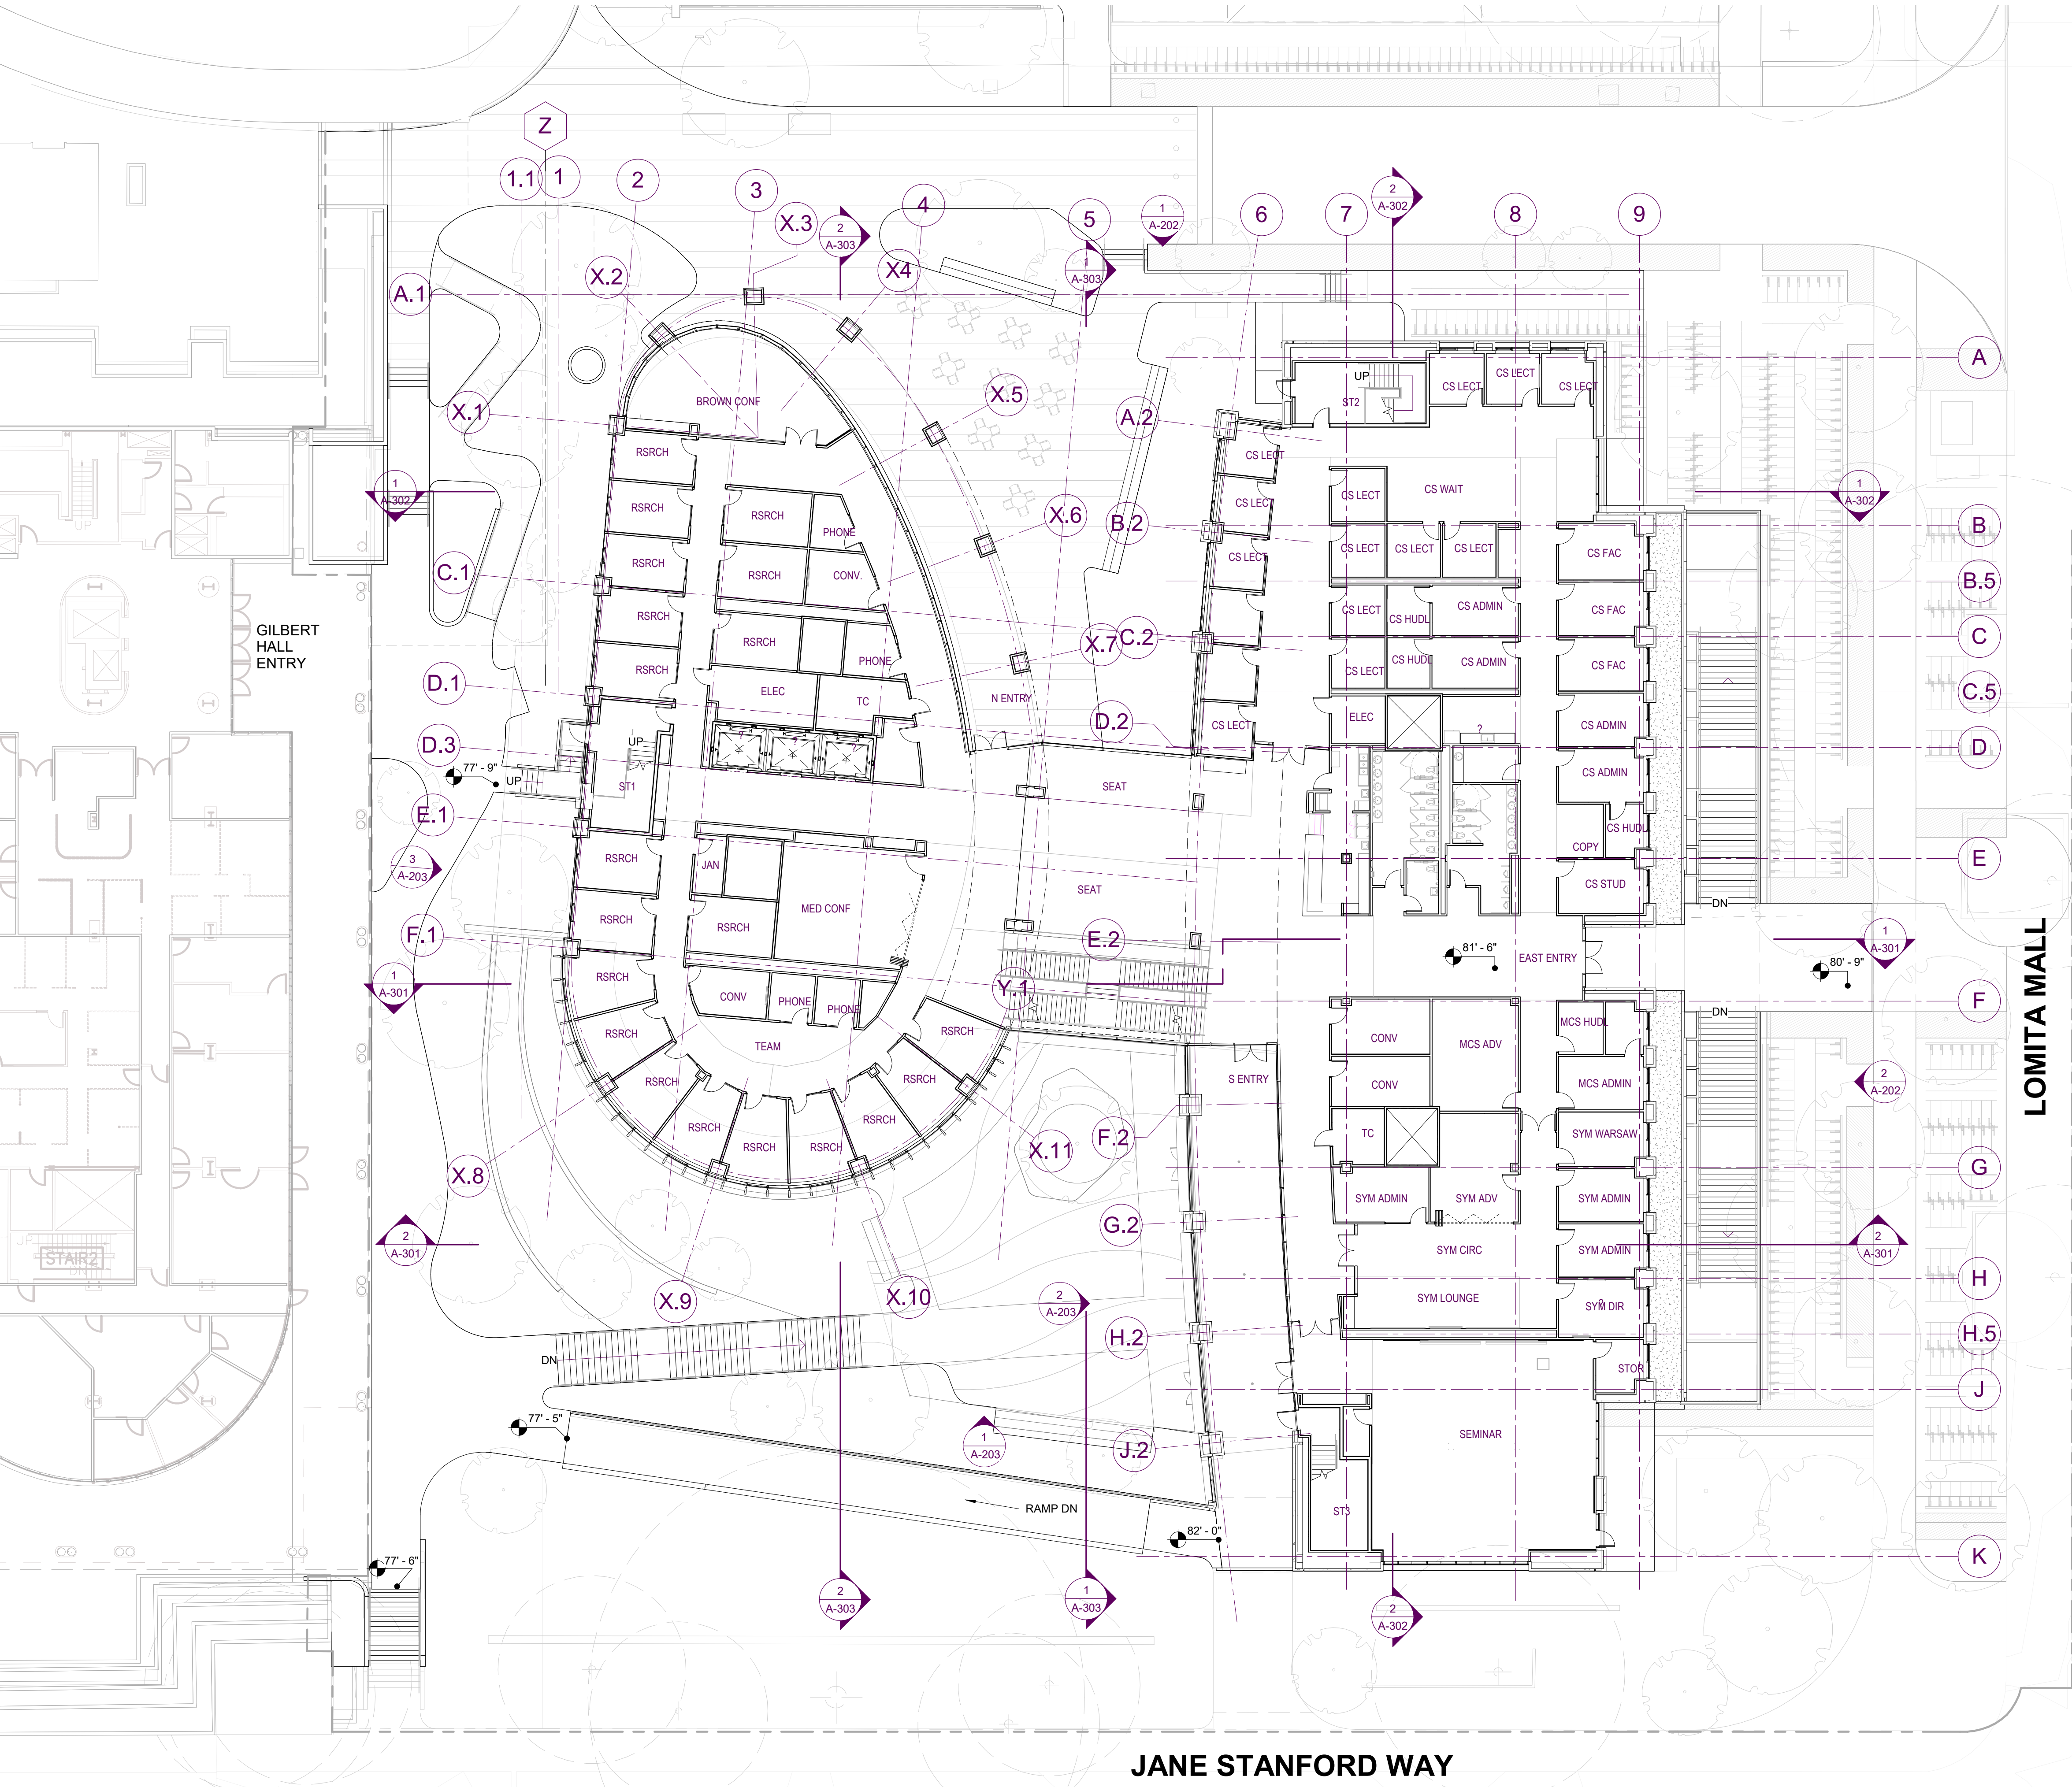 Z
1.1
1
2
3
X.3
2
A-303
4
5
1
A-202
6
7
2
A-302
8
9
X.2
X4
1
A-303
A.1
A
UP
CS LECT
CS LECT
CS LECT
ST2
BROWN CONF
X.5
X.1
A.2
RSRCH
CS LECT
1
A-302
CS LECT
CS WAIT
1
A-302
RSRCH
RSRCH
PHONE
X.6
CS LECT
B.2
B
UP
RSRCH
RSRCH
CONV.
CS LECT
CS LECT
CS LECT
CS LECT
CS FAC
C.1
B.5
RSRCH
CS LECT
CS HUDL
CS ADMIN
CS FAC
GILBERT
HALL
ENTRY
RSRCH
RSRCH
PHONE
X.7
C.2
C
CS LECT
CS HUDL
CS ADMIN
CS FAC
D.1
ELEC
TC
N ENTRY
C.5
D.2
CS LECT
ELEC
?
CS ADMIN
D.3
UP
?
?
?
D
77' - 9"
UP
ST1
SEAT
CS ADMIN
E.1
CS HUDL
COPY
RSRCH
JAN
E
3
A-203
SEAT
CS STUD
MED CONF
DN
RSRCH
RSRCH
F.1
E.2
81' - 6"
EAST ENTRY
1
A-301
80' - 9"
LOMITA MALL
1
A-301
RSRCH
CONV
PHONE
PHONE
Y.1
F
DN
RSRCH
RSRCH
MCS HUDL
TEAM
CONV
MCS ADV
RSRCH
RSRCH
S ENTRY
CONV
MCS ADMIN
2
A-202
RSRCH
RSRCH
RSRCH
RSRCH
F.2
TC
SYM WARSAW
X.11
X.8
G
SYM ADMIN
SYM ADV
SYM ADMIN
G.2
2
A-301
UP
STAIR2
DN
SYM CIRC
SYM ADMIN
2
A-301
H
X.9
X.10
2
A-203
SYM LOUNGE
SYM DIR
?
H.2
H.5
DN
STOR
J
77' - 5"
SEMINAR
1
A-203
J.2
RAMP DN
ST3
82' - 0"
K
77' - 6"
2
A-303
1
A-303
2
A-302
JANE STANFORD WAY